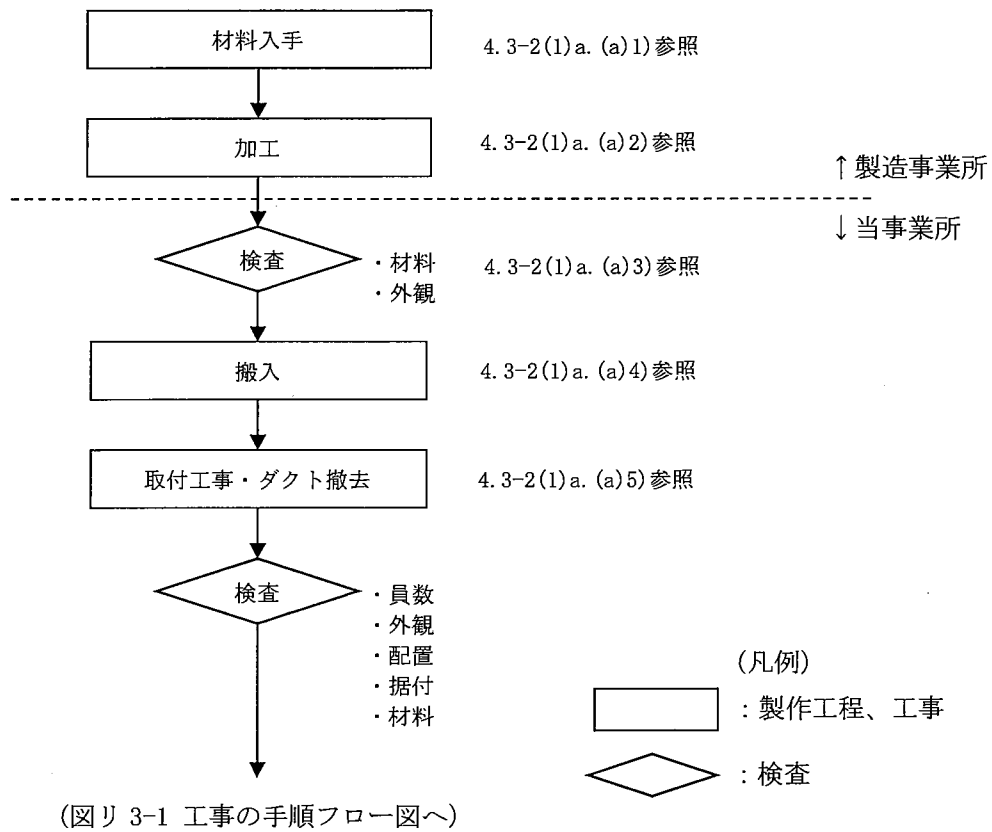 材料入手
4.3-2(1)a.(a)1)参照
加工
4.3-2(1)a.(a)2)参照
↑製造事業所
↓当事業所
検査
・材料
・外観
4.3-2(1)a.(a)3)参照
搬入
4.3-2(1)a.(a)4)参照
取付工事・ダクト撤去
4.3-2(1)a.(a)5)参照
検査
・員数
・外観
・配置
・据付
・材料
(凡例)
：製作工程、工事
：検査
(図リ 3-1 工事の手順フロー図へ)